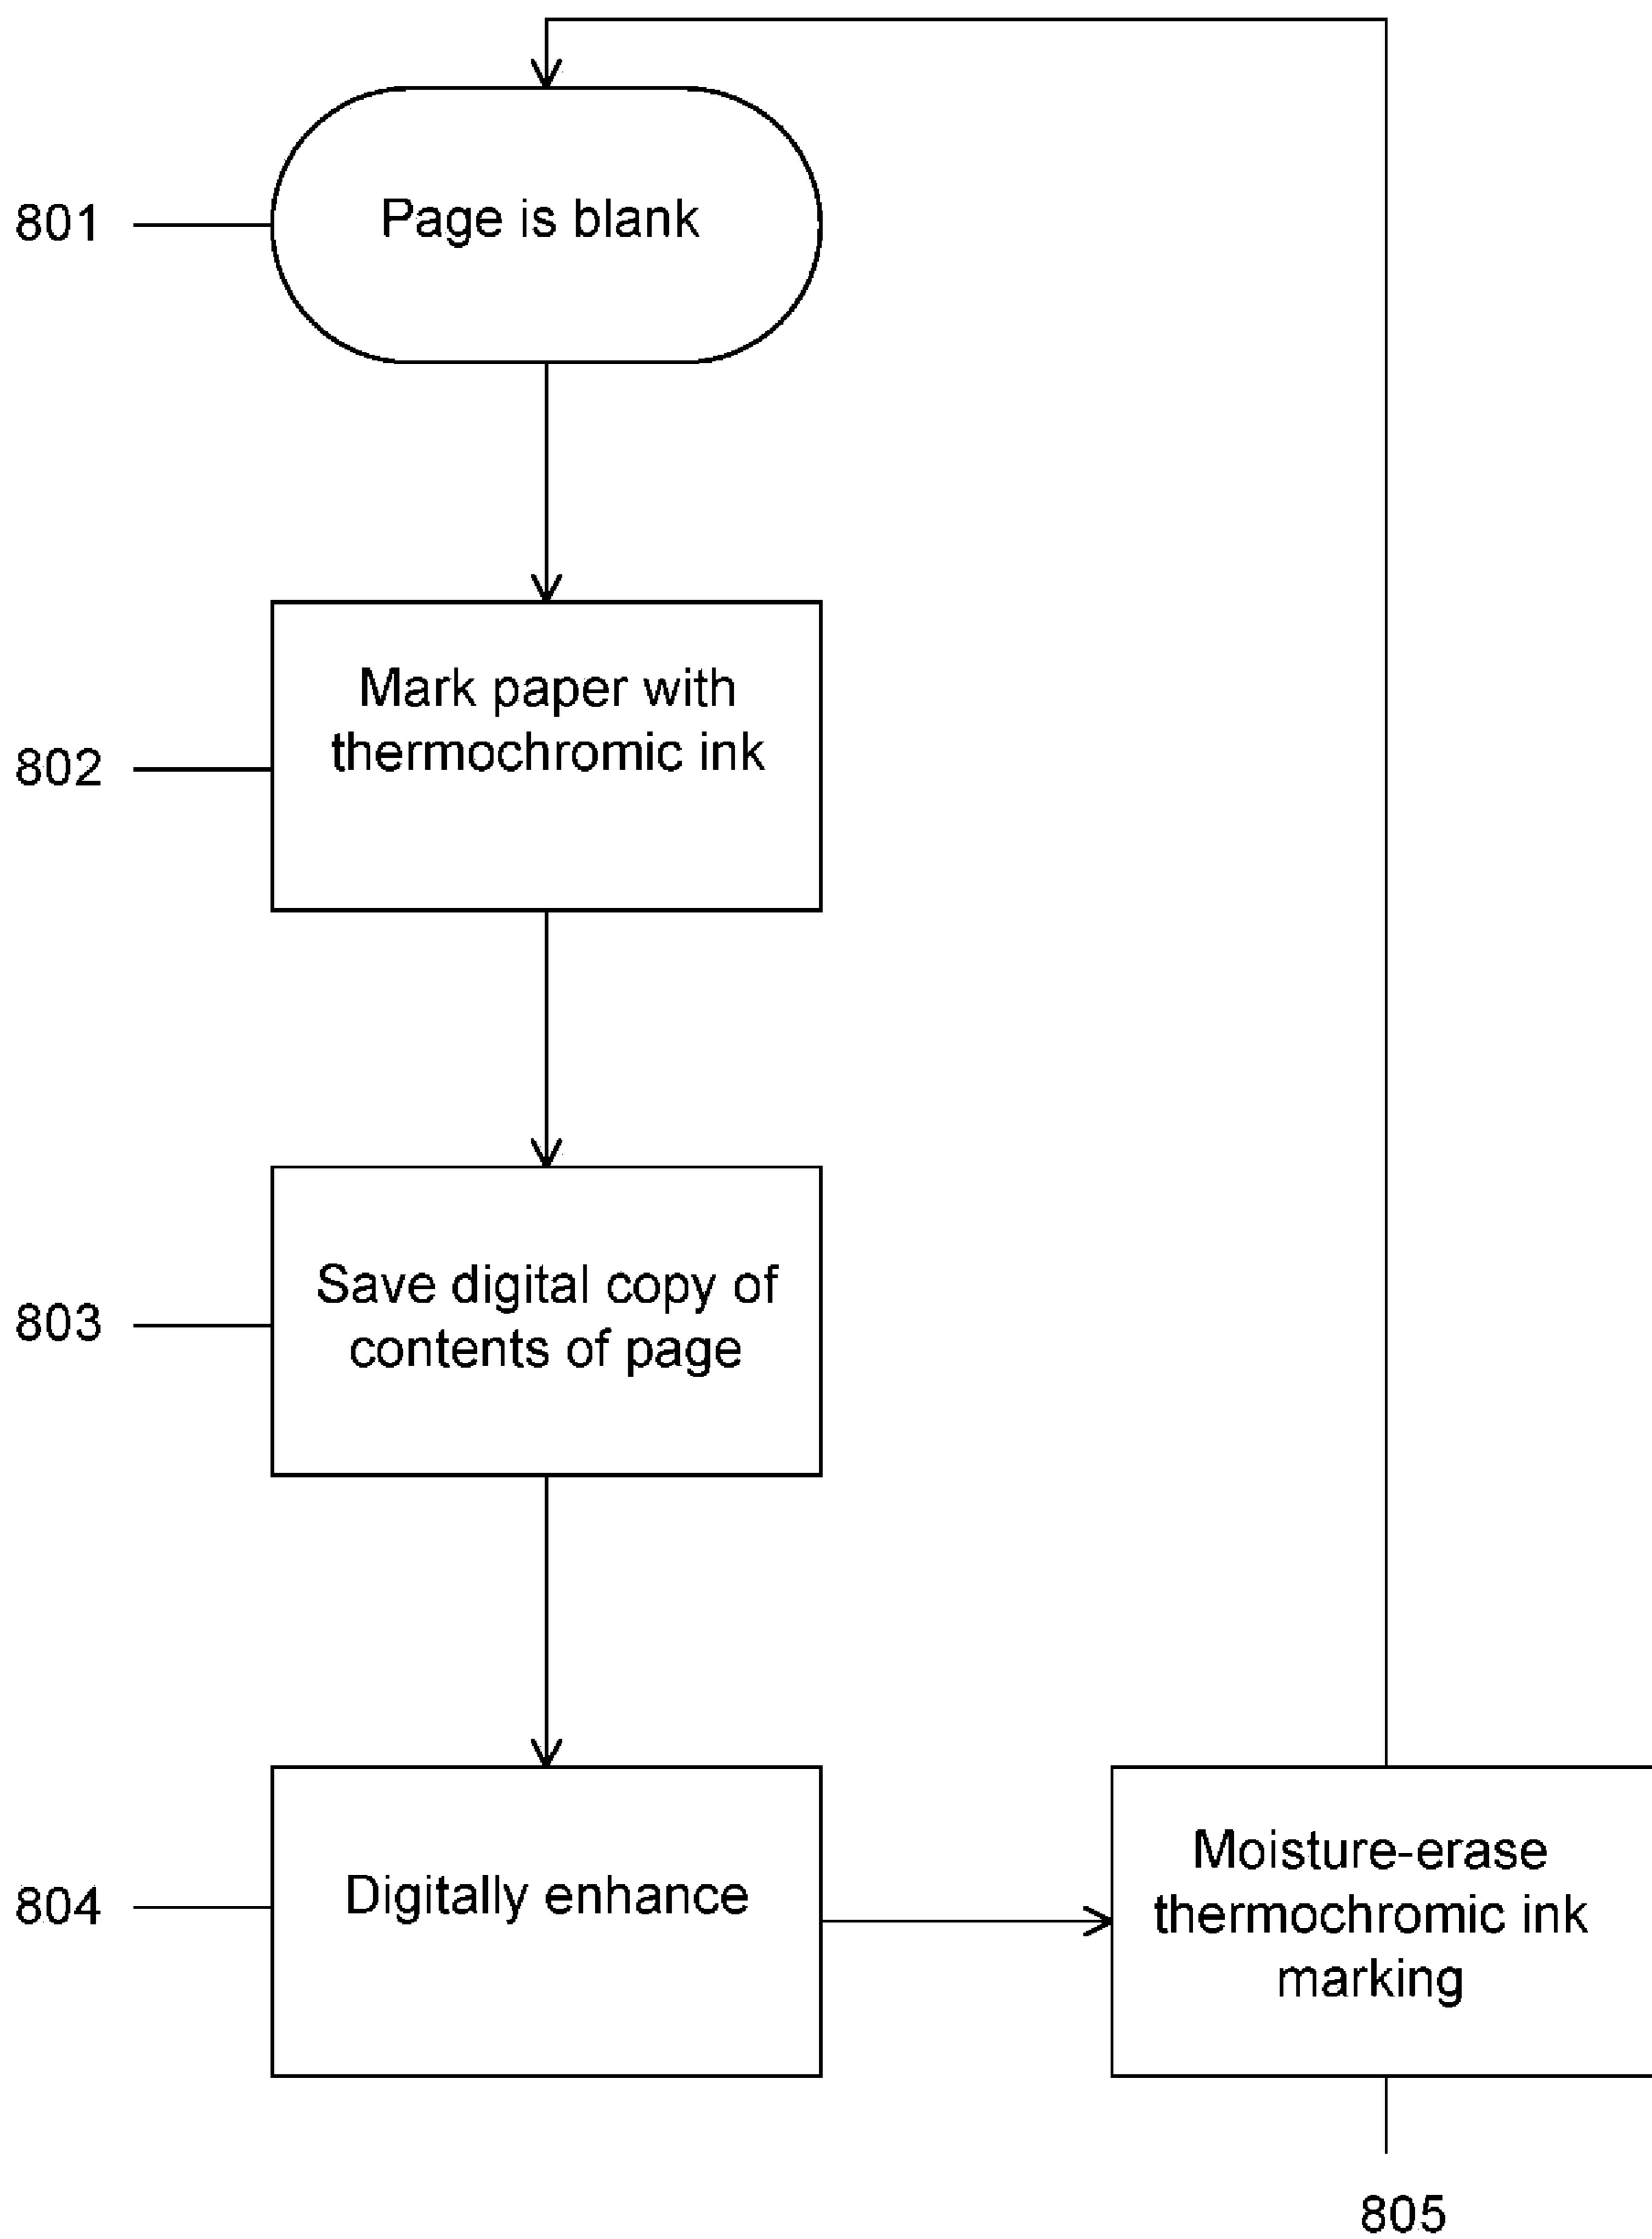 801
Page is blank
802
Mark paper with
thermochromic ink
803
Save digital copy of
contents of page
804
Digitally enhance
Moisture-erase
thermochromic ink
marking
805